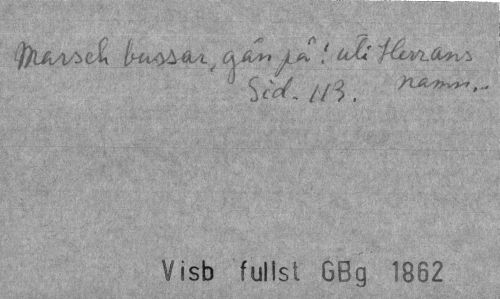 Marsch bussar, gån på! uti Herrans
namn...
Sid. 113.
Visb fullst GBg 1862